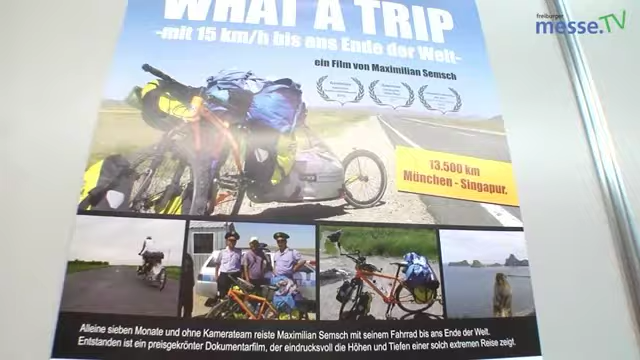 WHAT A TRIP
freiburger
messe.TV
-mit 15 km/h bis ans Ende der Welt-
ein Film von Maximilian Semsch
13.500 km
München - Singapur.
Alleine sieben Monate und ohne Kamerateam reiste Maximilian Semsch mit seinem Fahrrad bis ans Ende der Welt.
Entstanden ist ein preisgekrönter Dokumentarfilm, der eindrucksvoll die Höhen und Tiefen einer solch extremen Reise zeigt.